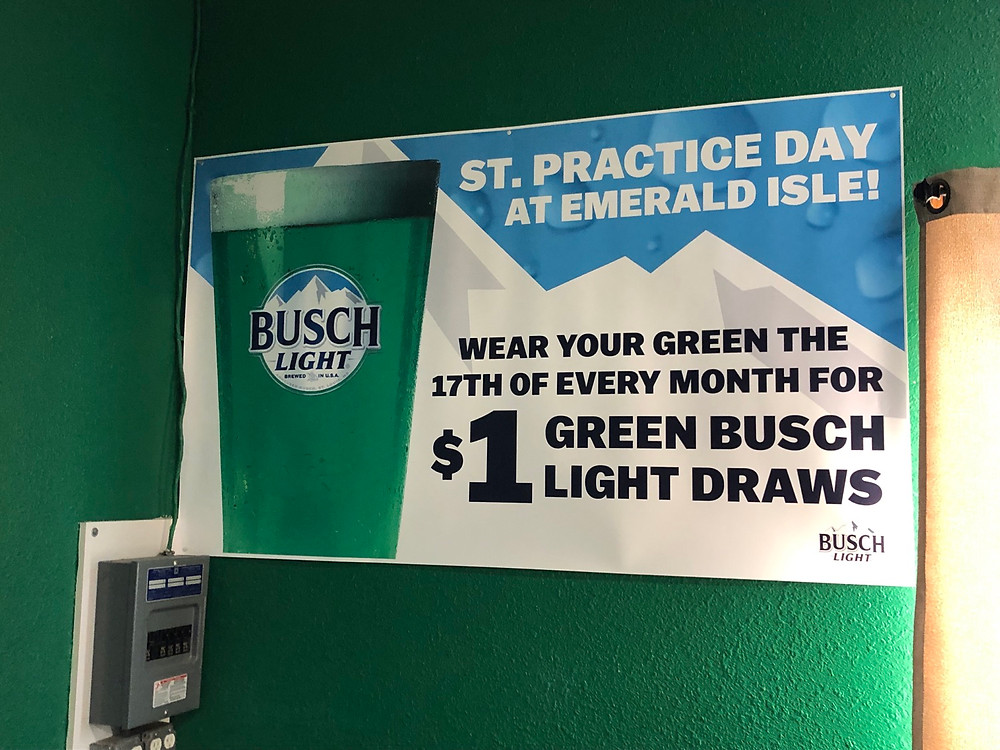 ST. PRACTICE DAY
AT EMERALD ISLE!
BUSCH
LIGHT
BREWED IN U.S.A.
WEAR YOUR GREEN THE
17TH OF EVERY MONTH FOR
$1 GREEN BUSCH
LIGHT DRAWS
BUSCH
LIGHT